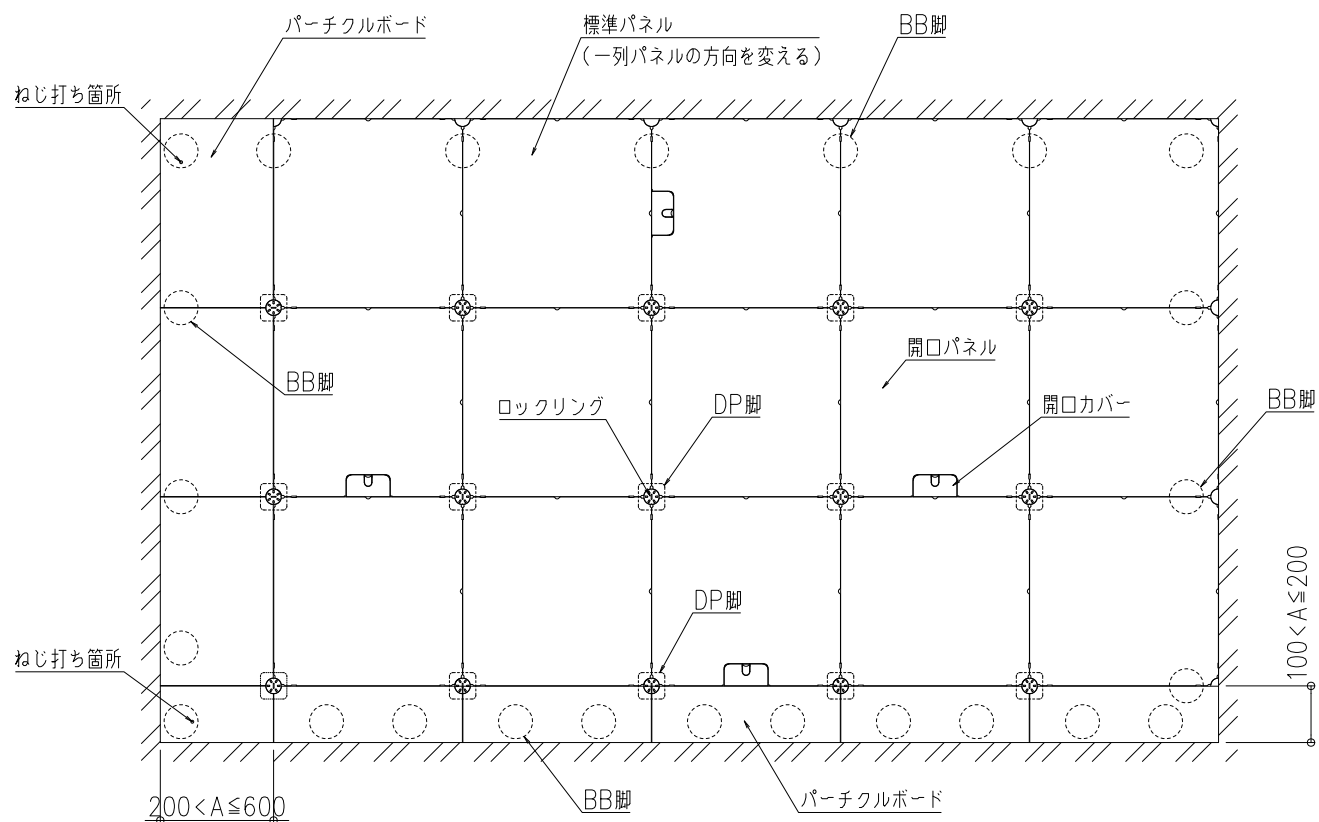 パーチクルボード
標準パネル
(一列パネルの方向を変える)
BB脚
ねじ打ち箇所
開口パネル
BB脚
ロックリング
DP脚
開口カバー
BB脚
100<A≦200
DP脚
ねじ打ち箇所
200<A≦600
BB脚
パーチクルボード